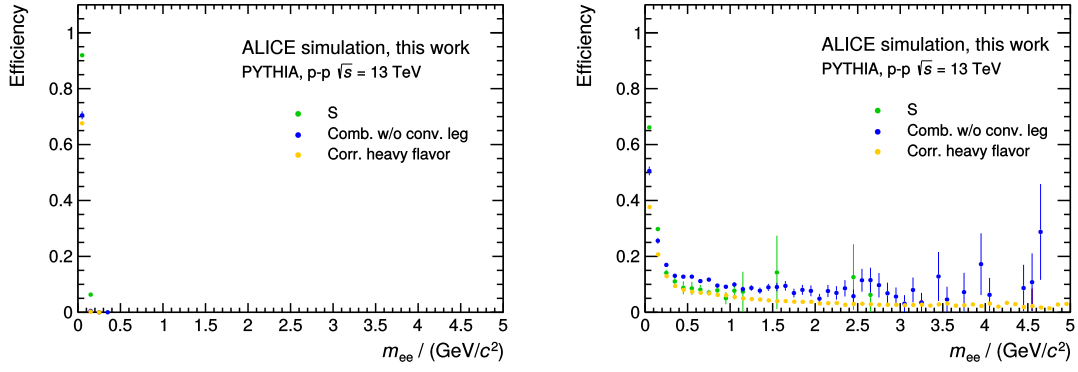 Efficiency
1
0.8
0.6
0.4
0.2
0
ALICE simulation, this work
PYTHIA, p-p √s = 13 TeV
S
Comb. w/o conv. leg
Corr. heavy flavor
0 0.5 1 1.5 2 2.5 3 3.5 4 4.5 5
m_ee / (GeV/c²)
Efficiency
1
0.8
0.6
0.4
0.2
0
ALICE simulation, this work
PYTHIA, p-p √s = 13 TeV
S
Comb. w/o conv. leg
Corr. heavy flavor
0 0.5 1 1.5 2 2.5 3 3.5 4 4.5 5
m_ee / (GeV/c²)